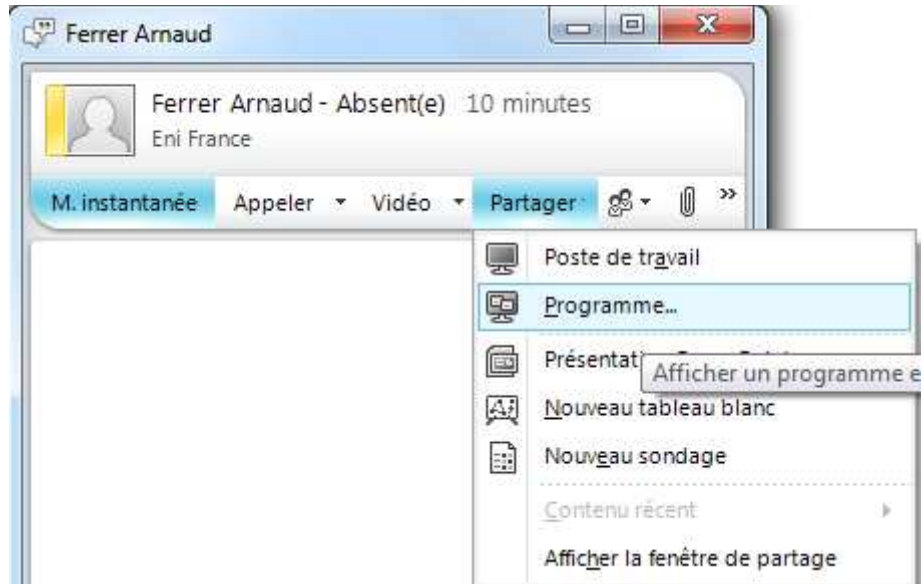 Ferrer Arnaud
Ferrer Arnaud - Absent(e) 10 minutes
Eni France
M. instantanée Appeler Vidéo Partager
Poste de travail
Programme...
Présentat
Afficher un programme e
Nouveau tableau blanc
Nouveau sondage
Contenu récent
Afficher la fenêtre de partage